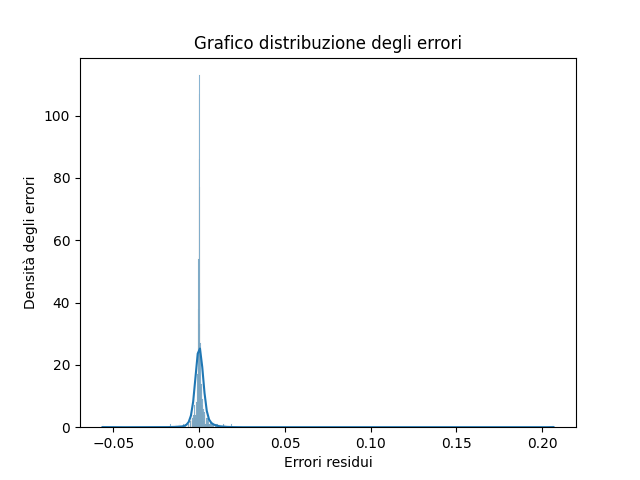 Grafico distribuzione degli errori
Densità degli errori
100
80
60
40
20
0
−0.05 0.00 0.05 0.10 0.15 0.20
Errori residui